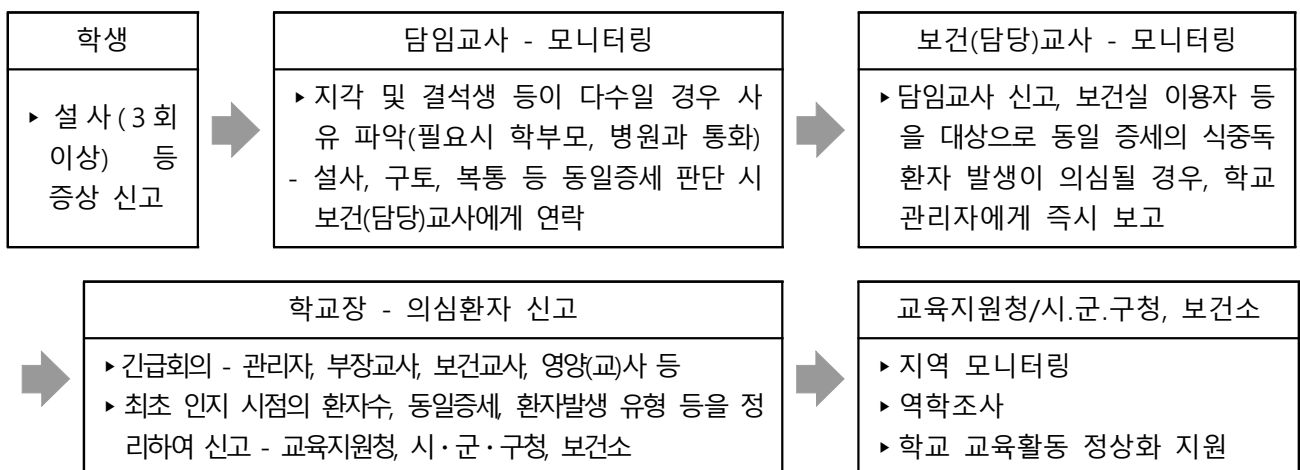 학생
▸ 설사(3회
이상) 등
증상 신고
담임교사 - 모니터링
▸지각 및 결석생 등이 다수일 경우 사
유 파악(필요시 학부모, 병원과 통화)
- 설사, 구토, 복통 등 동일증세 판단 시
보건(담당)교사에게 연락
보건(담당)교사 - 모니터링
▸담임교사 신고, 보건실 이용자 등
을 대상으로 동일 증세의 식중독
환자 발생이 의심될 경우, 학교
관리자에게 즉시 보고
학교장 - 의심환자 신고
▸긴급회의 - 관리자, 부장교사, 보건교사, 영양(교)사 등
▸최초 인지 시점의 환자수, 동일증세, 환자발생 유형 등을 정
리하여 신고 - 교육지원청, 시·군·구청, 보건소
교육지원청/시.군.구청, 보건소
▸지역 모니터링
▸역학조사
▸학교 교육활동 정상화 지원